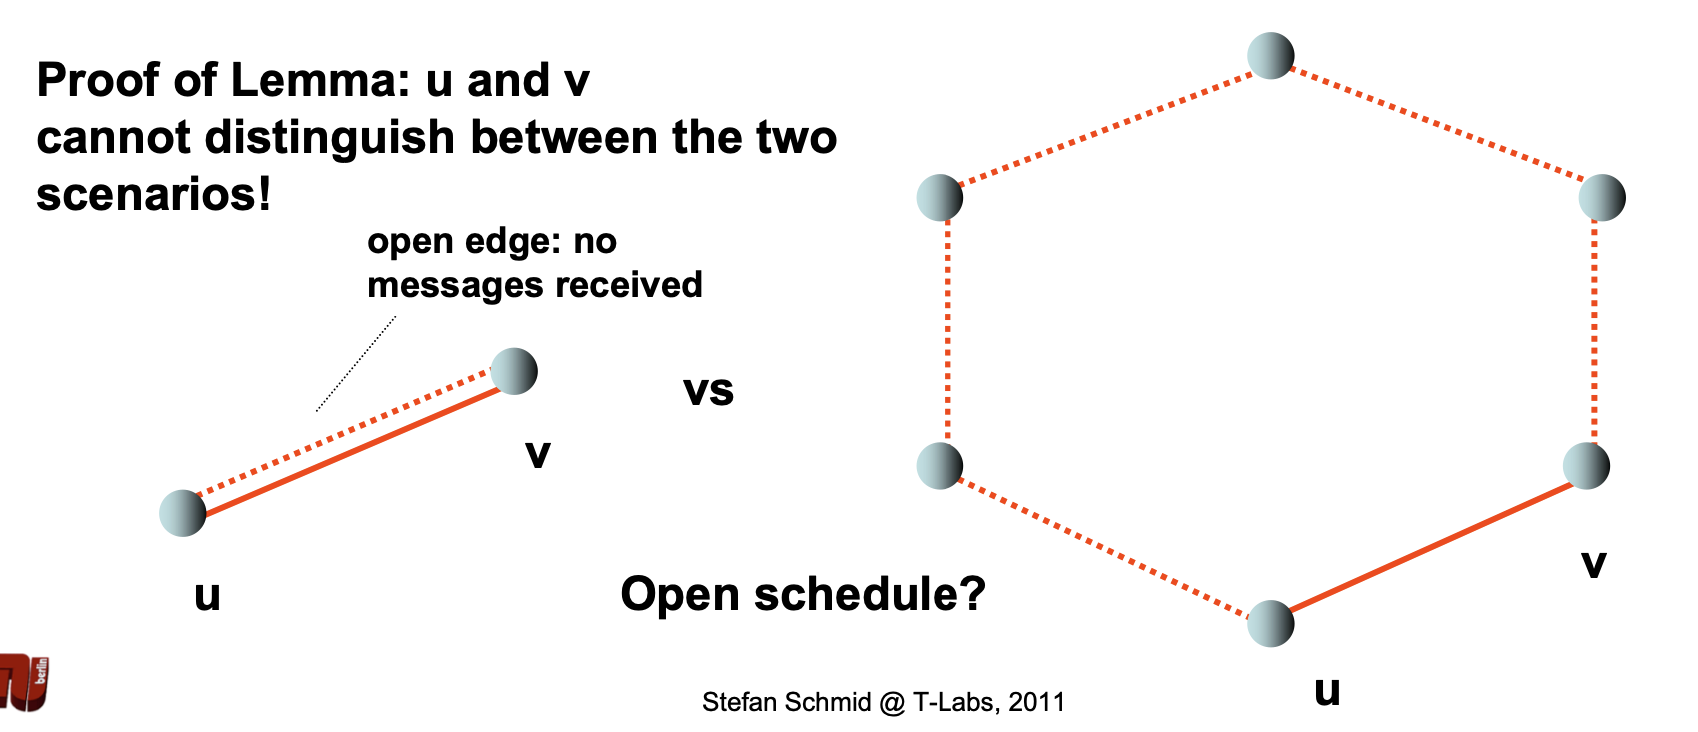 Proof of Lemma: u and v
cannot distinguish between the two
scenarios!
open edge: no
messages received
v
vs
u
Open schedule?
v
u
berlin
Stefan Schmid @ T-Labs, 2011